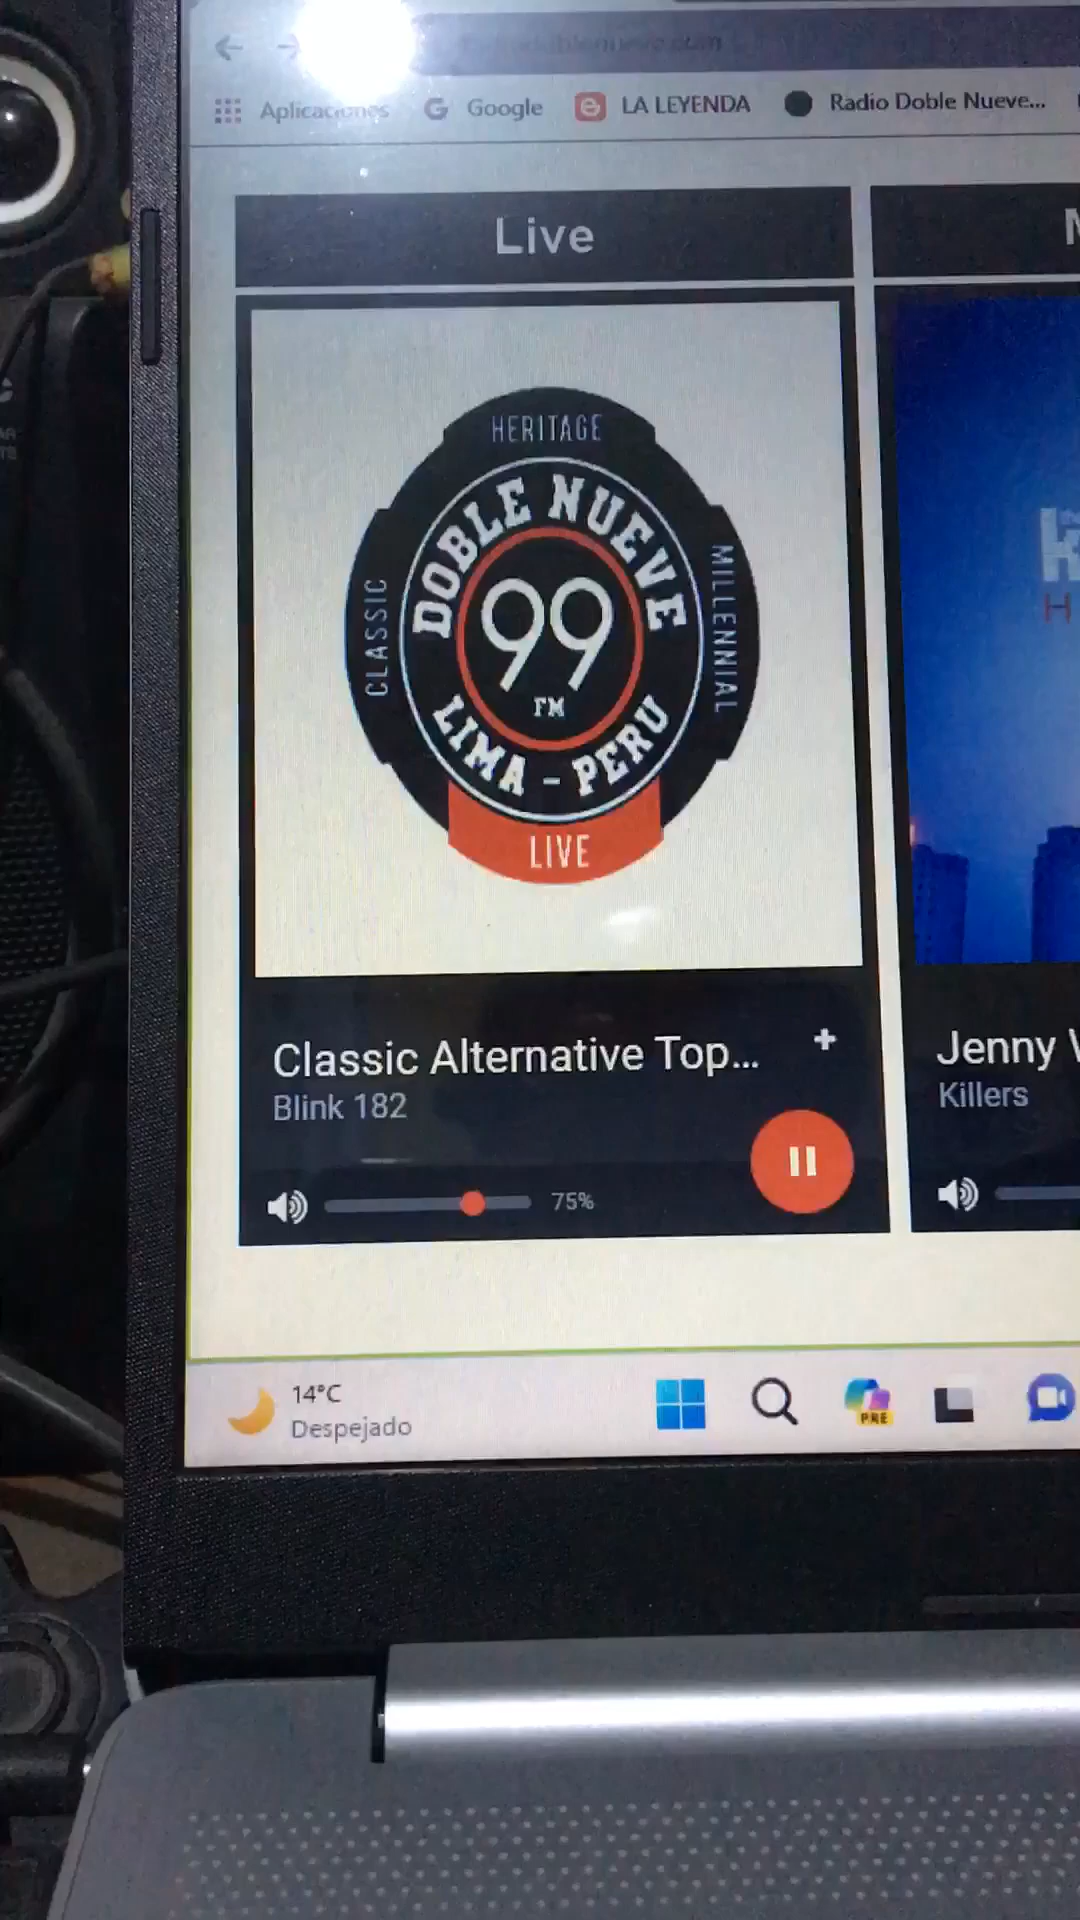 Aplicaciones
Google
LA LEYENDA
Radio Doble Nueve...
Live
HERITAGE
CLASSIC
MILLENNIAL
DOBLE NUEVE
99
FM
LIMA - PERU
LIVE
Classic Alternative Top...
Blink 182
75%
Jenny
Killers
14°C
Despejado
PRE